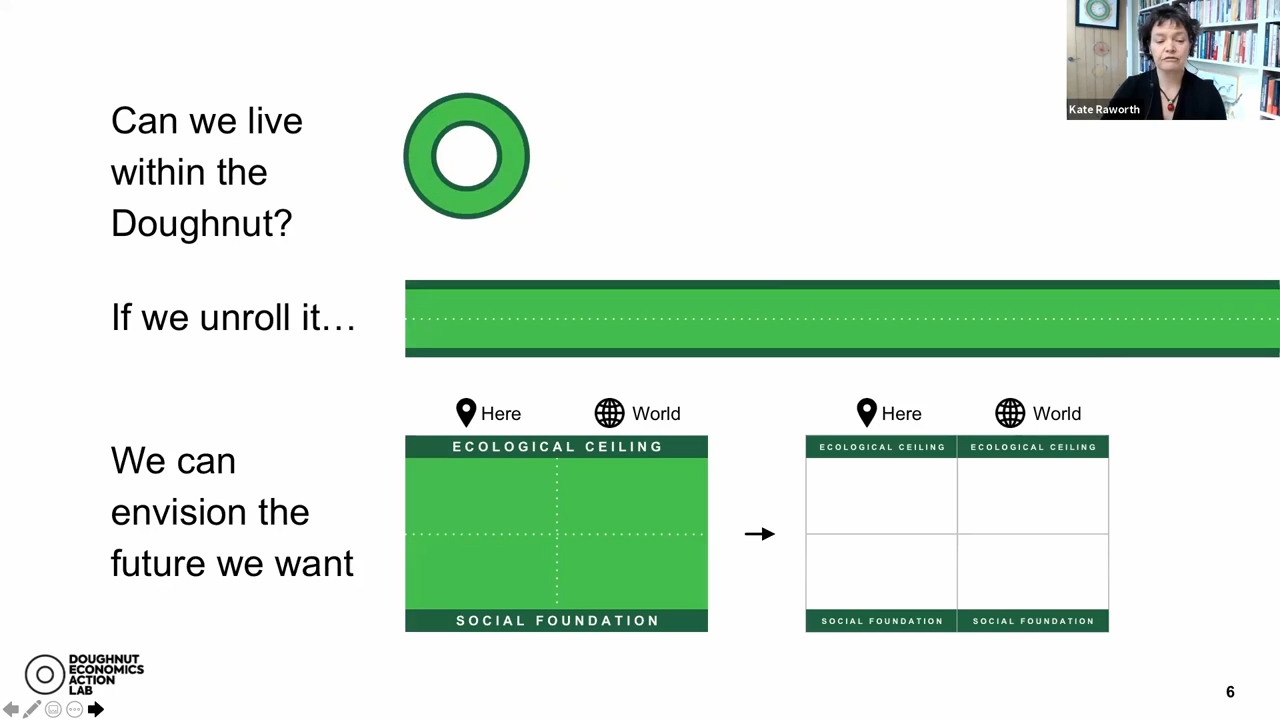 Kate Raworth
Can we live
within the
Doughnut?
If we unroll it…
Here
World
Here
World
We can
envision the
future we want
ECOLOGICAL CEILING
SOCIAL FOUNDATION
ECOLOGICAL CEILING
ECOLOGICAL CEILING
SOCIAL FOUNDATION
SOCIAL FOUNDATION
DOUGHNUT
ECONOMICS
ACTION
LAB
6